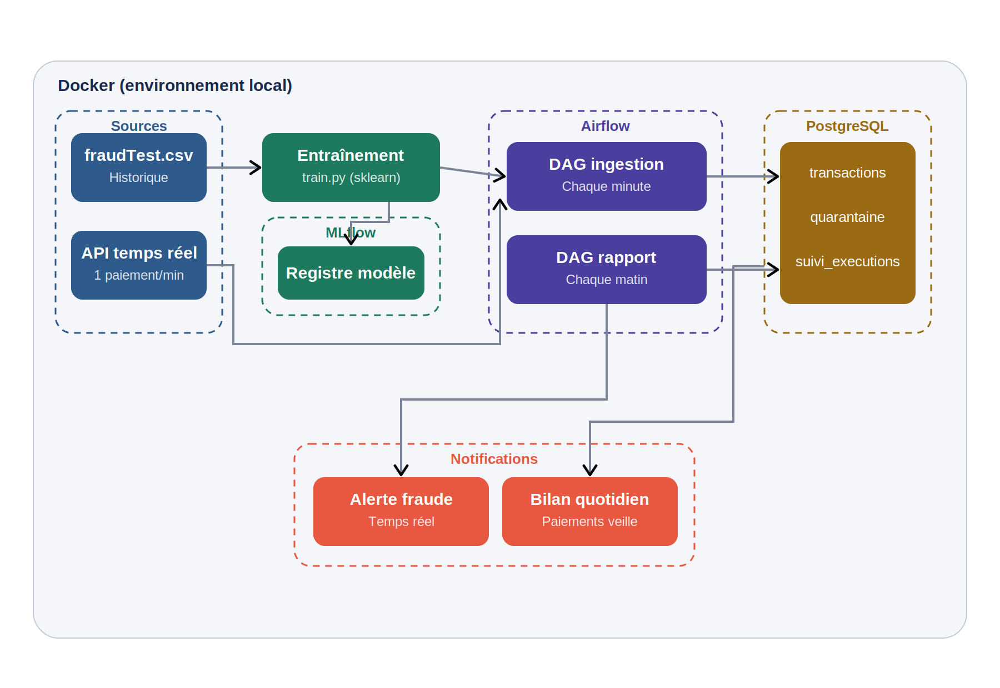 Docker (environnement local)
Sources
fraudTest.csv
Historique
API temps réel
1 paiement/min
Entraînement
train.py (sklearn)
MLflow
Registre modèle
Airflow
DAG ingestion
Chaque minute
DAG rapport
Chaque matin
PostgreSQL
transactions
quarantaine
suivi_executions
Notifications
Alerte fraude
Temps réel
Bilan quotidien
Paiements veille